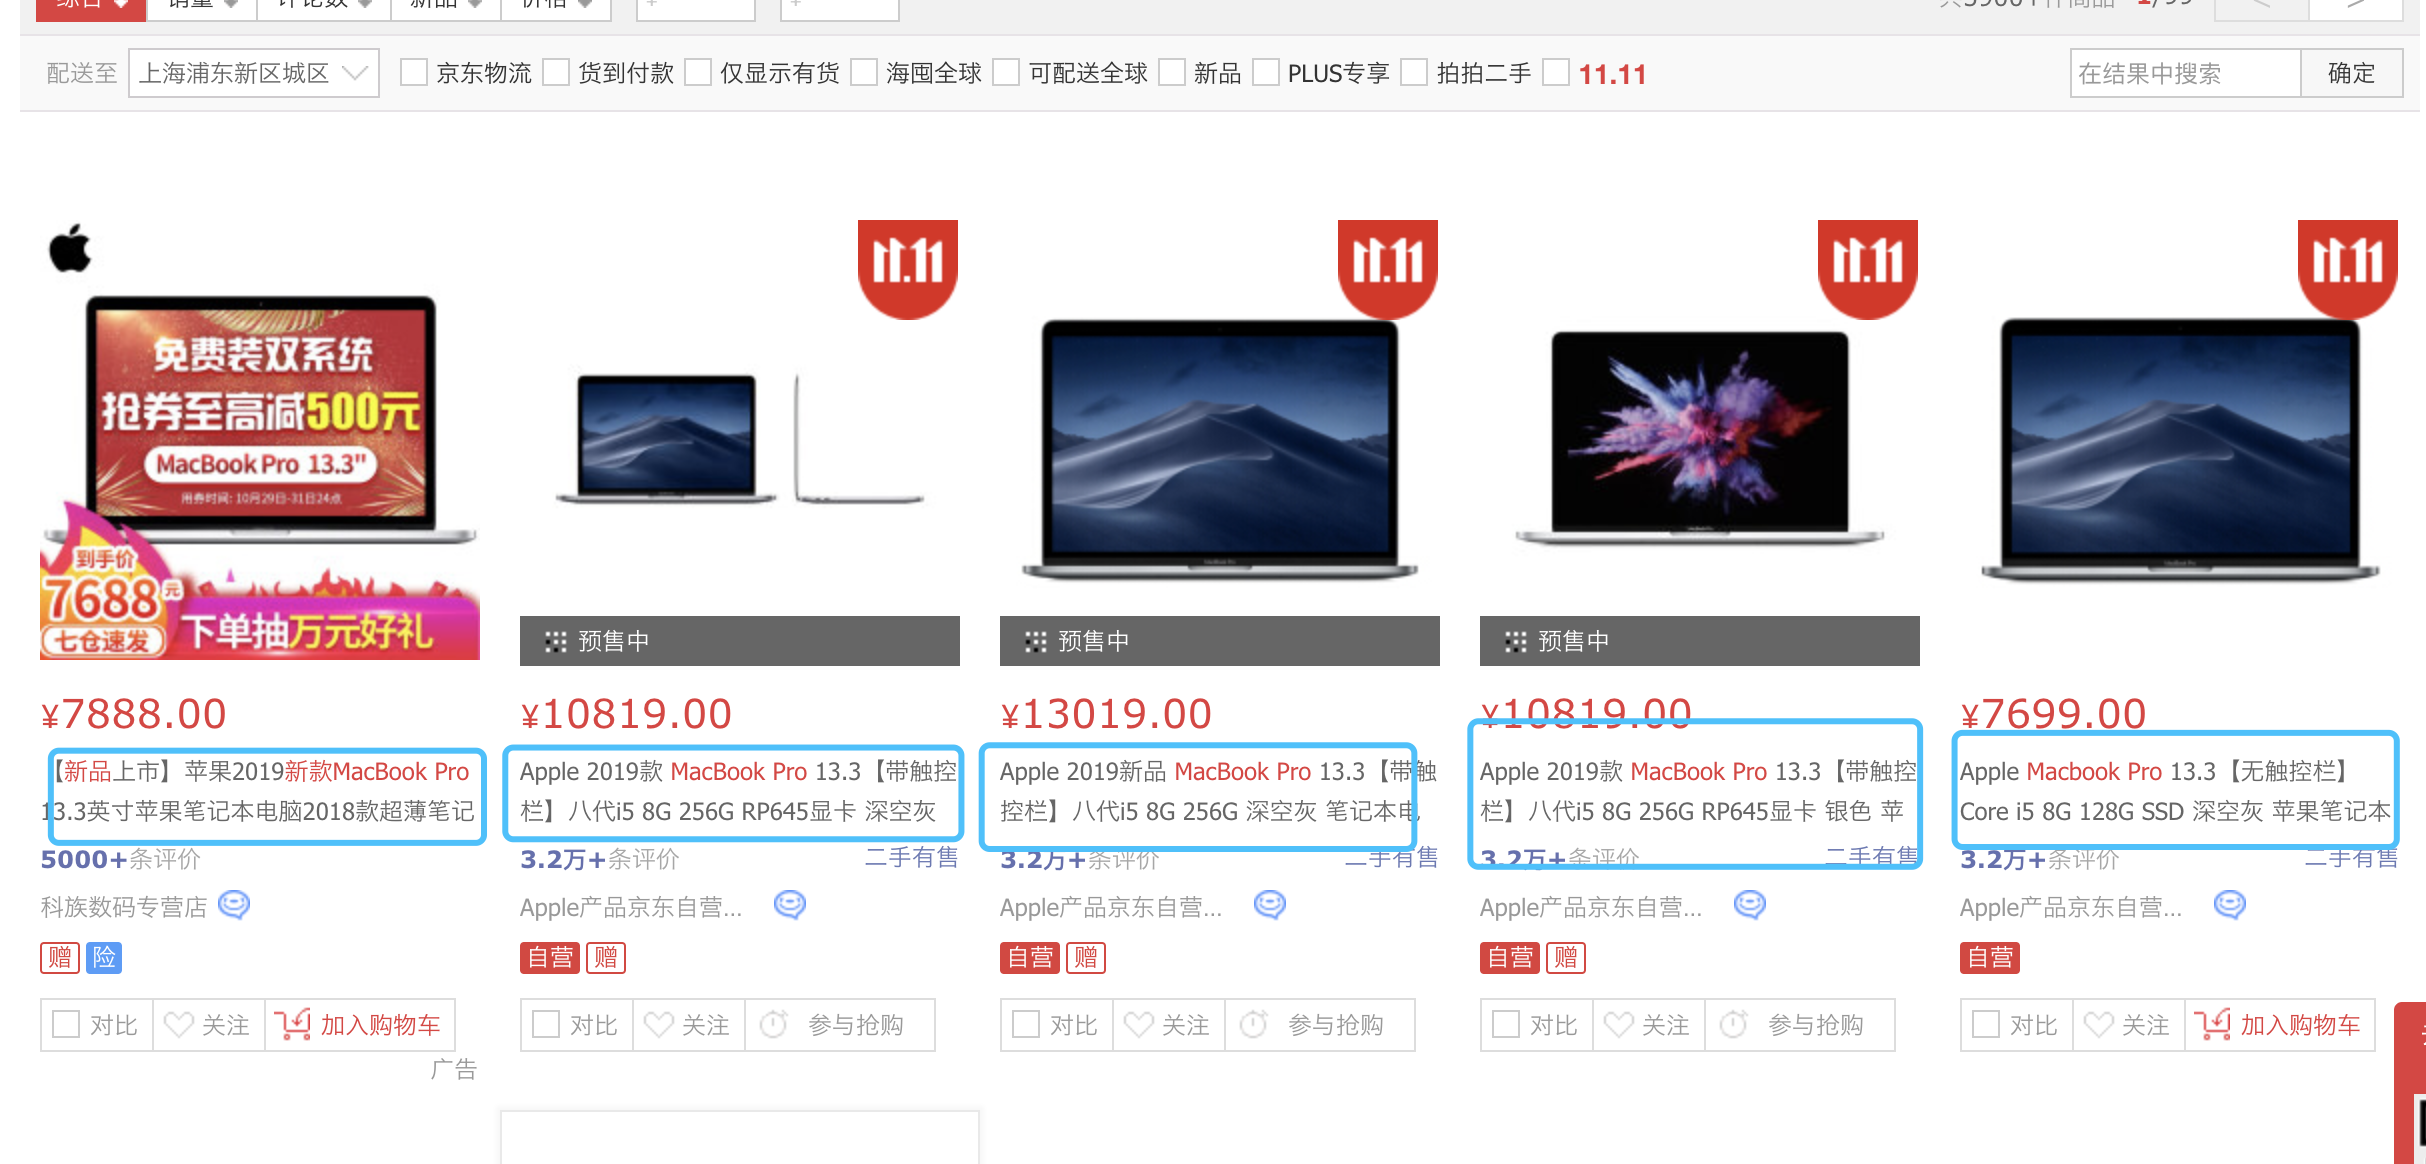 综合 销量 评论数 新品 价格 ¥ ¥
1/99
配送至 上海浦东新区城区 京东物流 货到付款 仅显示有货 海囤全球 可配送全球 新品 PLUS专享 拍拍二手 11.11 在结果中搜索 确定
11.11 11.11 11.11 11.11
免费装双系统
抢券至高减500元
MacBook Pro 13.3"
用券时间:10月29日-31日24点
到手价
7688元
七仓速发
下单抽万元好礼
预售中 预售中 预售中
¥7888.00 ¥10819.00 ¥13019.00 ¥10819.00 ¥7699.00
【新品上市】苹果2019新款MacBook Pro
13.3英寸苹果笔记本电脑2018款超薄笔记
Apple 2019款 MacBook Pro 13.3【带触控
栏】八代i5 8G 256G RP645显卡 深空灰
Apple 2019新品 MacBook Pro 13.3【带触
控栏】八代i5 8G 256G 深空灰 笔记本电
Apple 2019款 MacBook Pro 13.3【带触控
栏】八代i5 8G 256G RP645显卡 银色 苹
Apple Macbook Pro 13.3【无触控栏】
Core i5 8G 128G SSD 深空灰 苹果笔记本
5000+条评价 3.2万+条评价 二手有售 3.2万+条评价 二手有售 3.2万+条评价 二手有售 3.2万+条评价 二手有售
科族数码专营店 Apple产品京东自营... Apple产品京东自营... Apple产品京东自营... Apple产品京东自营...
赠 险 自营 赠 自营 赠 自营 赠 自营
对比 关注 加入购物车 对比 关注 参与抢购 对比 关注 参与抢购 对比 关注 参与抢购 对比 关注 加入购物车
广告